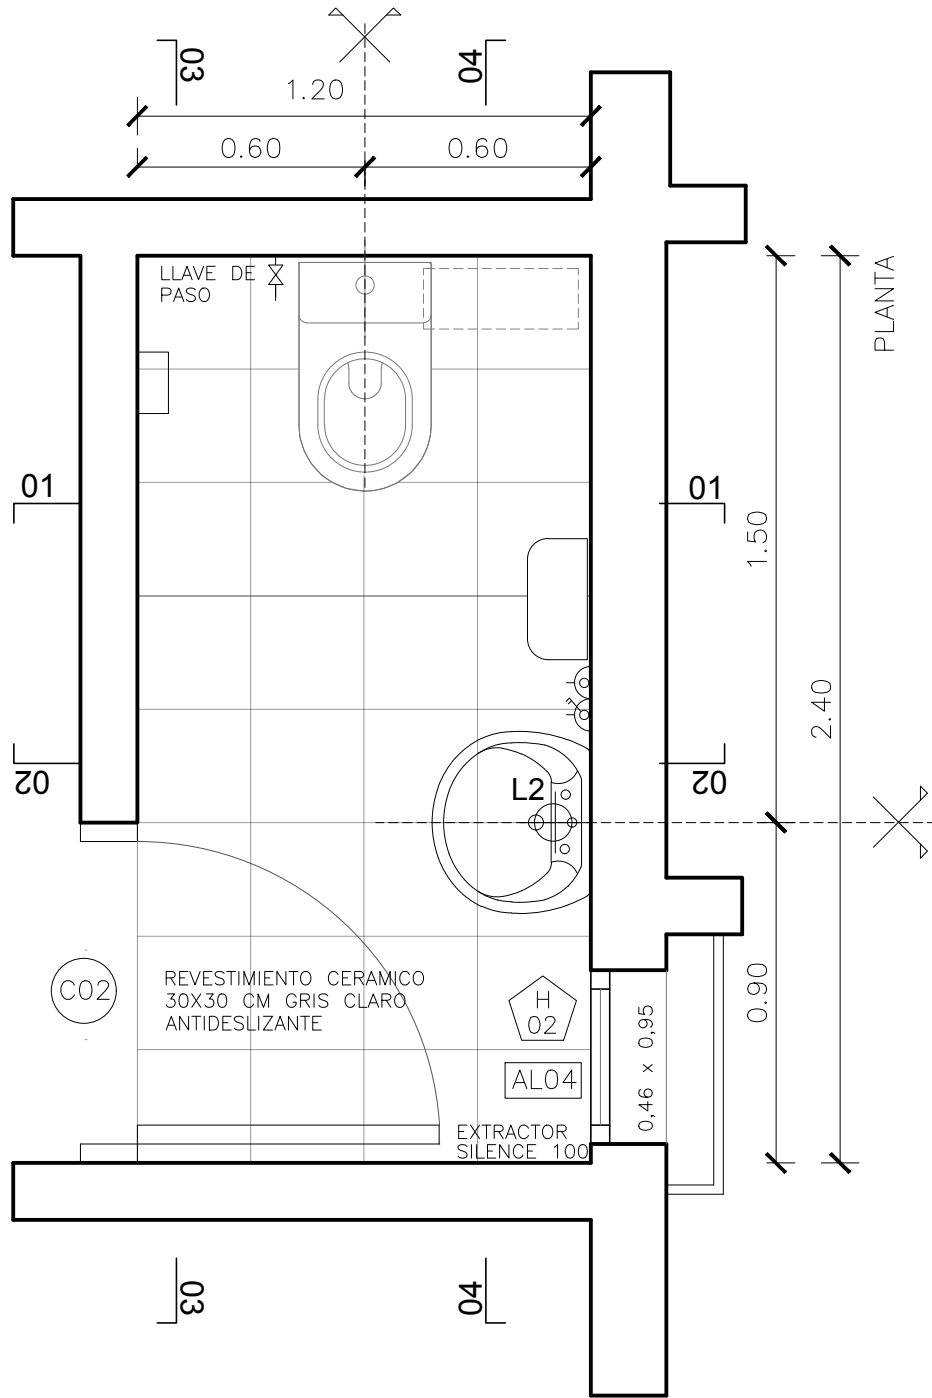 03
04
1.20
0.60
0.60
LLAVE DE
PASO
PLANTA
01
01
1.50
2.40
02
02
L2
C02
REVESTIMIENTO CERAMICO
30X30 CM GRIS CLARO
ANTIDESLIZANTE
H
02
AL04
0,46 x 0,95
0.90
EXTRACTOR
SILENCE 100
03
04